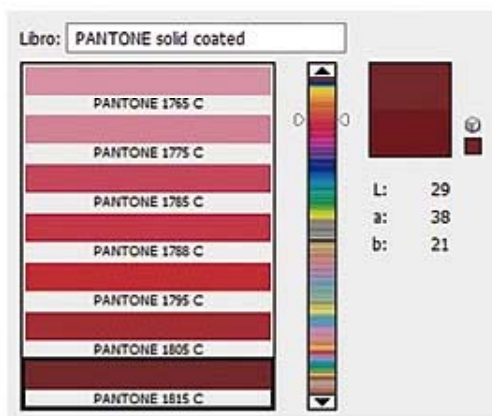 Libro: PANTONE solid coated
PANTONE 1765 C
PANTONE 1775 C
PANTONE 1785 C
PANTONE 1788 C
PANTONE 1795 C
PANTONE 1805 C
PANTONE 1815 C
L: 29
a: 38
b: 21